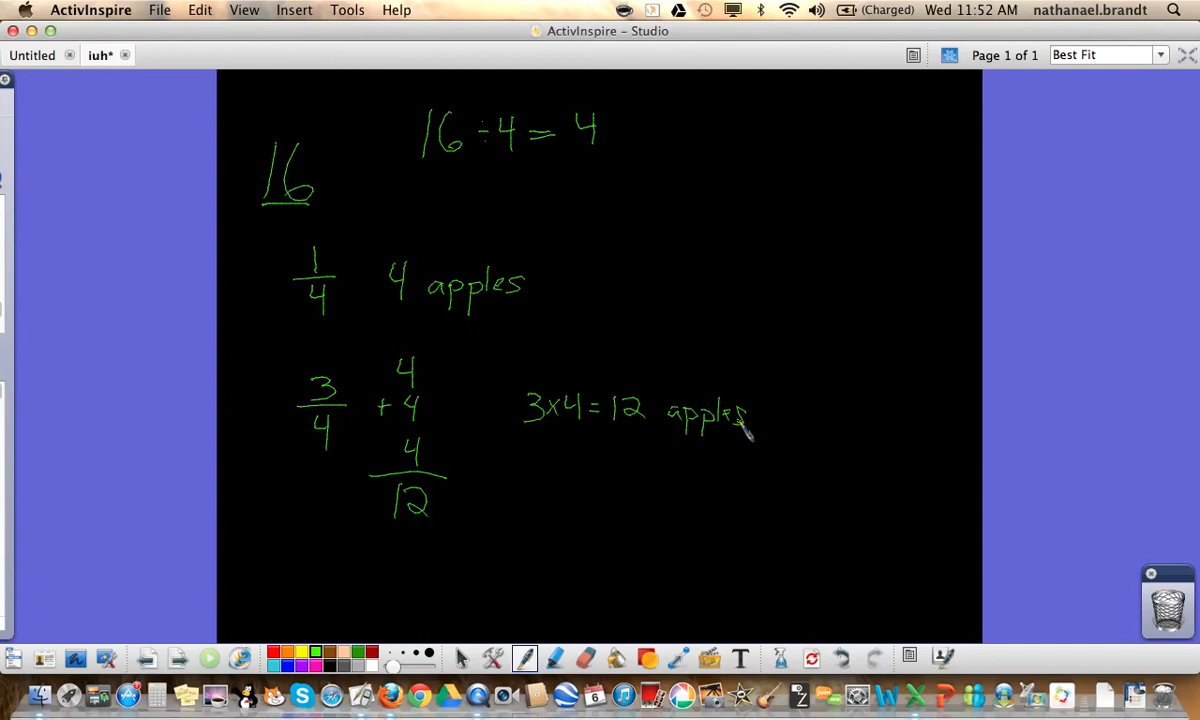 ActivInspire File Edit View Insert Tools Help (Charged) Wed 11:52 AM nathanael.brandt
ActivInspire – Studio
Untitled iuh* Page 1 of 1 Best Fit
16 ÷ 4 = 4
16
1
4
4 apples
3
4
4
+ 4
4
12
3x4=12 apples